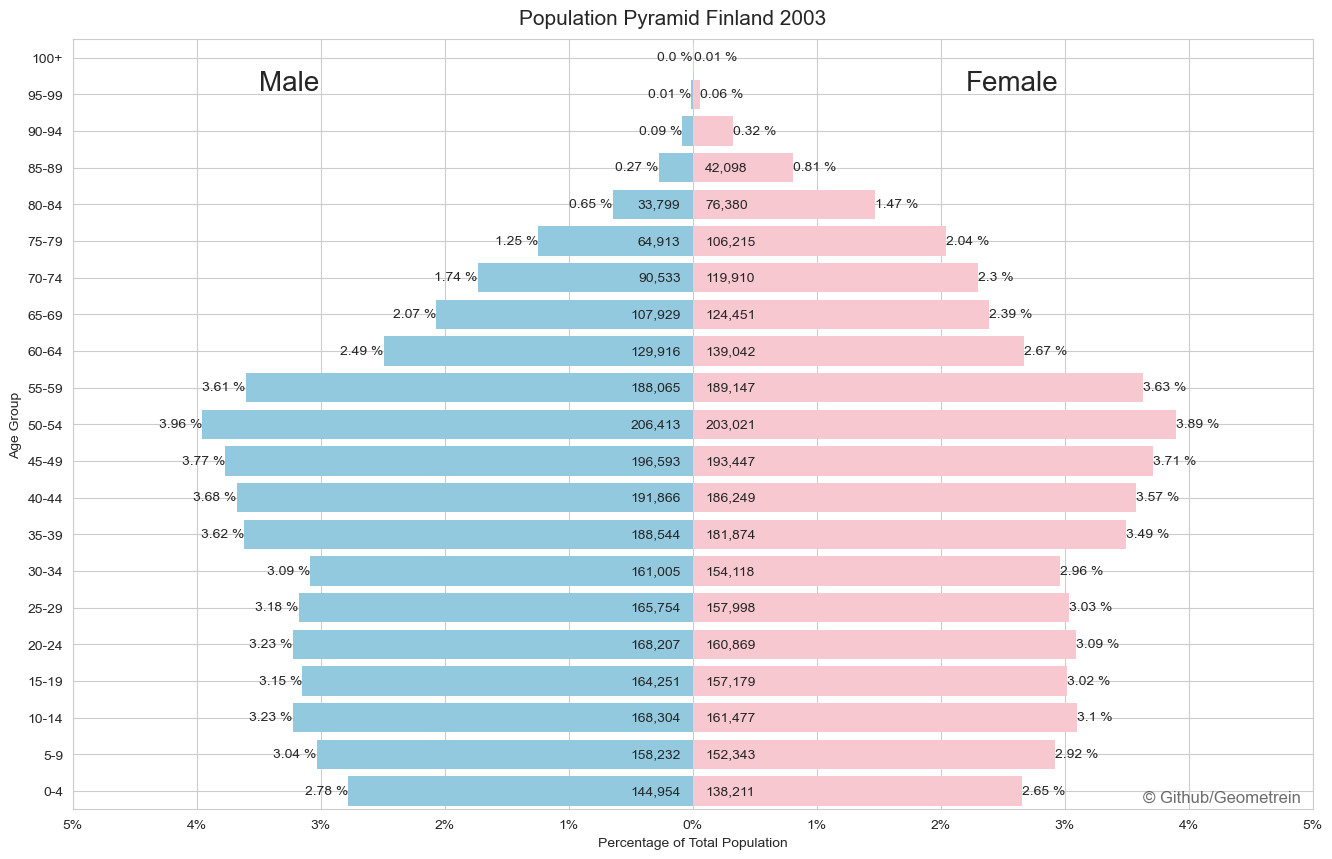 Population Pyramid Finland 2003
Male
Female
Age Group
100+ 0.0 % 0.01 %
95-99 0.01 % 0.06 %
90-94 0.09 % 0.32 %
85-89 0.27 % 42,098 0.81 %
80-84 0.65 % 33,799 76,380 1.47 %
75-79 1.25 % 64,913 106,215 2.04 %
70-74 1.74 % 90,533 119,910 2.3 %
65-69 2.07 % 107,929 124,451 2.39 %
60-64 2.49 % 129,916 139,042 2.67 %
55-59 3.61 % 188,065 189,147 3.63 %
50-54 3.96 % 206,413 203,021 3.89 %
45-49 3.77 % 196,593 193,447 3.71 %
40-44 3.68 % 191,866 186,249 3.57 %
35-39 3.62 % 188,544 181,874 3.49 %
30-34 3.09 % 161,005 154,118 2.96 %
25-29 3.18 % 165,754 157,998 3.03 %
20-24 3.23 % 168,207 160,869 3.09 %
15-19 3.15 % 164,251 157,179 3.02 %
10-14 3.23 % 168,304 161,477 3.1 %
5-9 3.04 % 158,232 152,343 2.92 %
0-4 2.78 % 144,954 138,211 2.65 %
© Github/Geometrein
5% 4% 3% 2% 1% 0% 1% 2% 3% 4% 5%
Percentage of Total Population